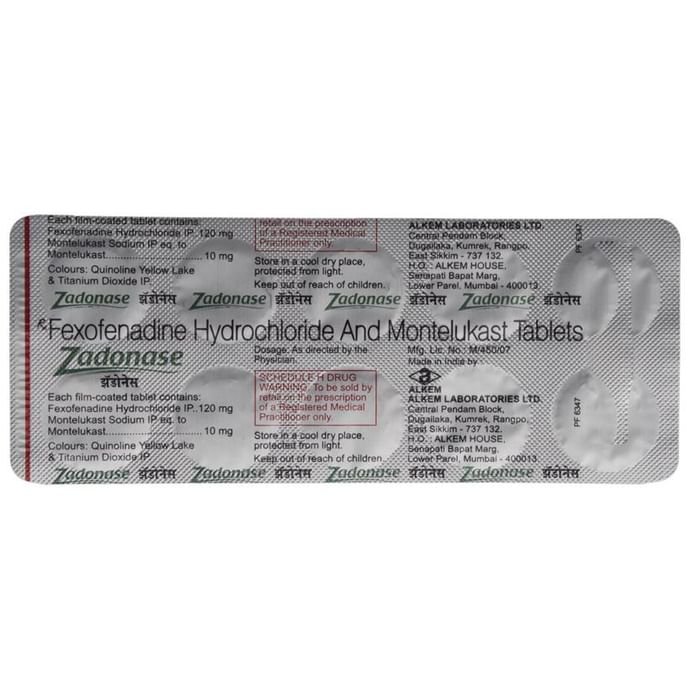 Each film-coated tablet contains:
Fexofenadine Hydrochloride IP..120 mg
Montelukast Sodium IP eq. to
Montelukast................................ 10 mg
Colours: Quinoline Yellow Lake
& Titanium Dioxide IP.
retail on the prescription
of a Registered Medical
Practitioner only.
Store in a cool dry place,
protected from light.
Keep out of reach of children.
ALKEM LABORATORIES LTD.
Central Pendam Block,
Dugailaka, Kumrek, Rangpo,
East Sikkim - 737 132.
H.O. : ALKEM HOUSE,
Senapati Bapat Marg,
Lower Parel, Mumbai - 400013.
PF 6347
Zadonase झॅडोनेस Zadonase झॅडोनेस Zadonase झॅडोनेस Zadonase झॅडोनेस
Rx Fexofenadine Hydrochloride And Montelukast Tablets
Zadonase
झॅडोनेस
Each film-coated tablet contains:
Fexofenadine Hydrochloride IP..120 mg
Montelukast Sodium IP eq. to
Montelukast................................ 10 mg
Colours: Quinoline Yellow Lake
& Titanium Dioxide IP.
Dosage: As directed by the
Physician.
SCHEDULE H DRUG
WARNING: To be sold by
retail on the prescription
of a Registered Medical
Practitioner only.
Store in a cool dry place,
protected from light.
Keep out of reach of children.
Mfg. Lic. No.: M/450/07
Made in India by :
a
ALKEM
ALKEM LABORATORIES LTD.
Central Pendam Block,
Dugailaka, Kumrek, Rangpo,
East Sikkim - 737 132.
H.O. : ALKEM HOUSE,
Senapati Bapat Marg,
Lower Parel, Mumbai - 400013.
PF 6347
Zadonase झॅडोनेस Zadonase झॅडोनेस Zadonase झॅडोनेस Zadonase झॅडोनेस